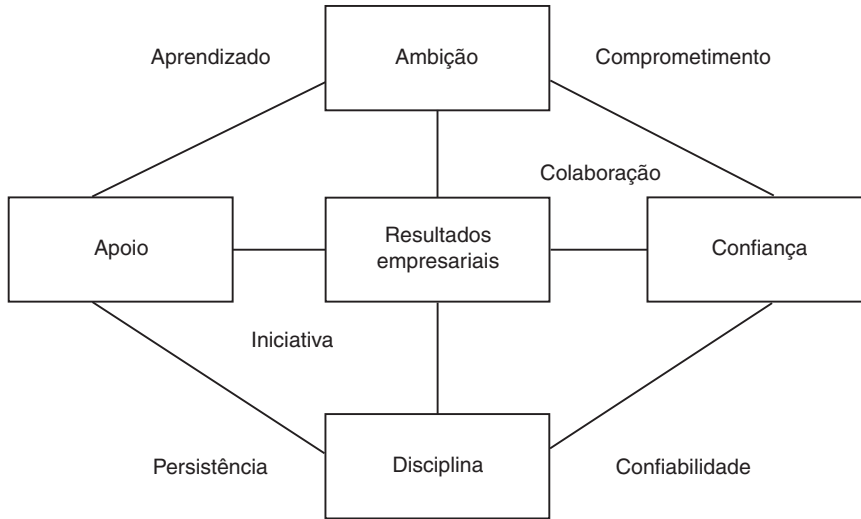 Aprendizado
Ambição
Comprometimento
Colaboração
Apoio
Resultados
empresariais
Confiança
Iniciativa
Persistência
Disciplina
Confiabilidade